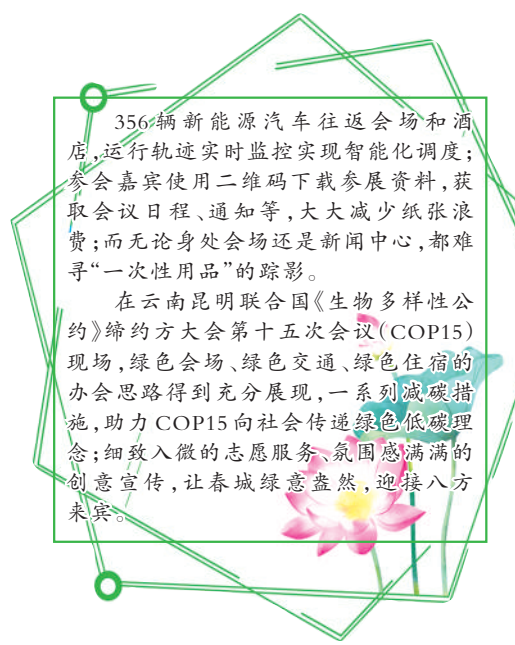 356辆新能源汽车往返会场和酒
店,运行轨迹实时监控实现智能化调度;
参会嘉宾使用二维码下载参展资料,获
取会议日程、通知等,大大减少纸张浪
费;而无论身处会场还是新闻中心,都难
寻“一次性用品”的踪影。
在云南昆明联合国《生物多样性公
约》缔约方大会第十五次会议(COP15)
现场,绿色会场、绿色交通、绿色住宿的
办会思路得到充分展现,一系列减碳措
施,助力COP15向社会传递绿色低碳理
念;细致入微的志愿服务、氛围感满满的
创意宣传,让春城绿意盎然,迎接八方
来宾。